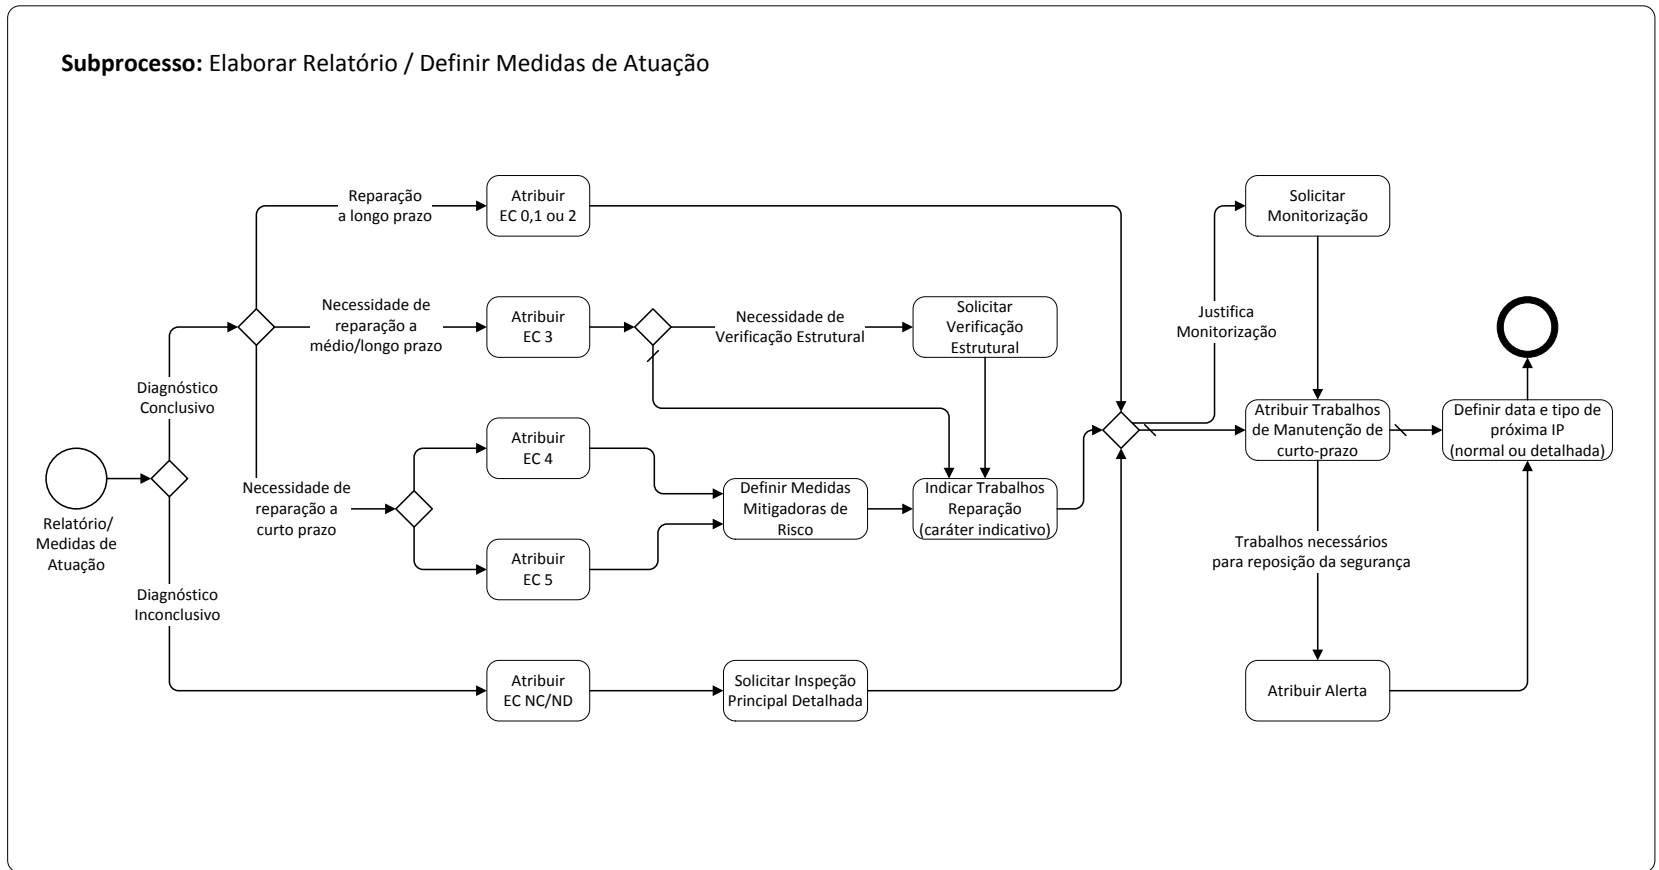 Subprocesso: Elaborar Relatório / Definir Medidas de Atuação
Reparação
a longo prazo
Atribuir
EC 0,1 ou 2
Solicitar
Monitorização
Necessidade de
reparação a
médio/longo prazo
Atribuir
EC 3
Necessidade de
Verificação Estrutural
Solicitar
Verificação
Estrutural
Justifica
Monitorização
Diagnóstico
Conclusivo
Atribuir
EC 4
Atribuir Trabalhos
de Manutenção de
curto-prazo
Definir data e tipo de
próxima IP
(normal ou detalhada)
Relatório/
Medidas de
Atuação
Necessidade de
reparação a
curto prazo
Definir Medidas
Mitigadoras de
Risco
Indicar Trabalhos
Reparação
(caráter indicativo)
Atribuir
EC 5
Trabalhos necessários
para reposição da segurança
Diagnóstico
Inconclusivo
Atribuir
EC NC/ND
Solicitar Inspeção
Principal Detalhada
Atribuir Alerta